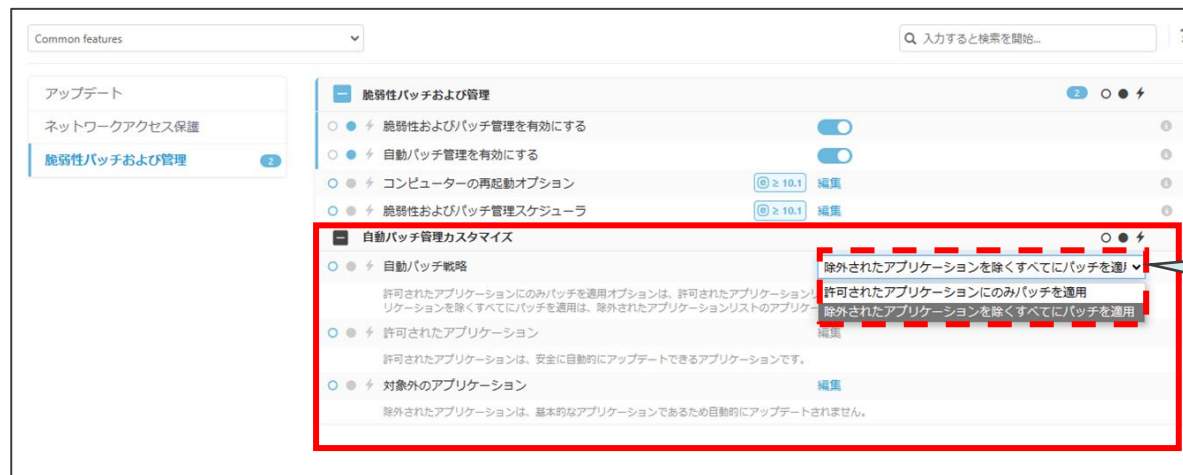 Common features
入力すると検索を開始...
アップデート
ネットワークアクセス保護
脆弱性パッチおよび管理 2
脆弱性パッチおよび管理 2
脆弱性およびパッチ管理を有効にする
自動パッチ管理を有効にする
コンピューターの再起動オプション ≥ 10.1 編集
脆弱性およびパッチ管理スケジューラ ≥ 10.1 編集
自動パッチ管理カスタマイズ
自動パッチ戦略 除外されたアプリケーションを除くすべてにパッチを適
許可されたアプリケーションにのみパッチを適用
除外されたアプリケーションを除くすべてにパッチを適用
許可されたアプリケーションにのみパッチを適用オプションは、許可されたアプリケーション
リケーションを除くすべてにパッチを適用は、除外されたアプリケーションリストのアプリケー
許可されたアプリケーション 編集
許可されたアプリケーションは、安全に自動的にアップデートできるアプリケーションです。
対象外のアプリケーション 編集
除外されたアプリケーションは、基本的なアプリケーションであるため自動的にアップデートされません。